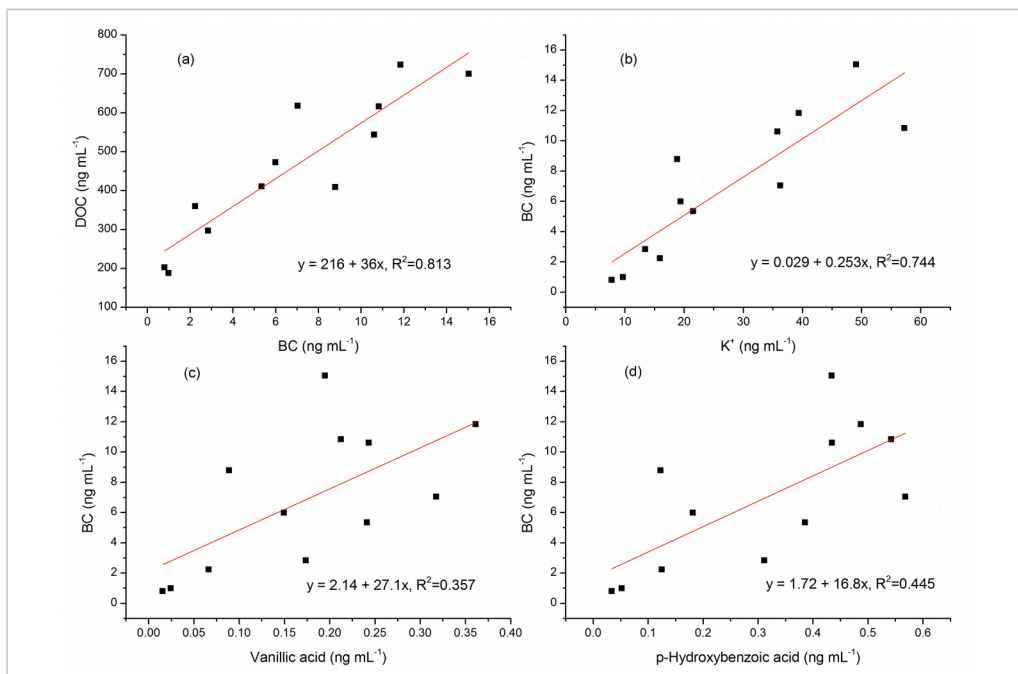 (a)
DOC (ng mL⁻¹)
800
700
600
500
400
300
200
100
y = 216 + 36x, R²=0.813
0 2 4 6 8 10 12 14 16
BC (ng mL⁻¹)
(b)
BC (ng mL⁻¹)
16
14
12
10
8
6
4
2
0
y = 0.029 + 0.253x, R²=0.744
0 10 20 30 40 50 60
K⁺ (ng mL⁻¹)
(c)
BC (ng mL⁻¹)
16
14
12
10
8
6
4
2
0
y = 2.14 + 27.1x, R²=0.357
0.00 0.05 0.10 0.15 0.20 0.25 0.30 0.35 0.40
Vanillic acid (ng mL⁻¹)
(d)
BC (ng mL⁻¹)
16
14
12
10
8
6
4
2
0
y = 1.72 + 16.8x, R²=0.445
0.0 0.1 0.2 0.3 0.4 0.5 0.6
p-Hydroxybenzoic acid (ng mL⁻¹)